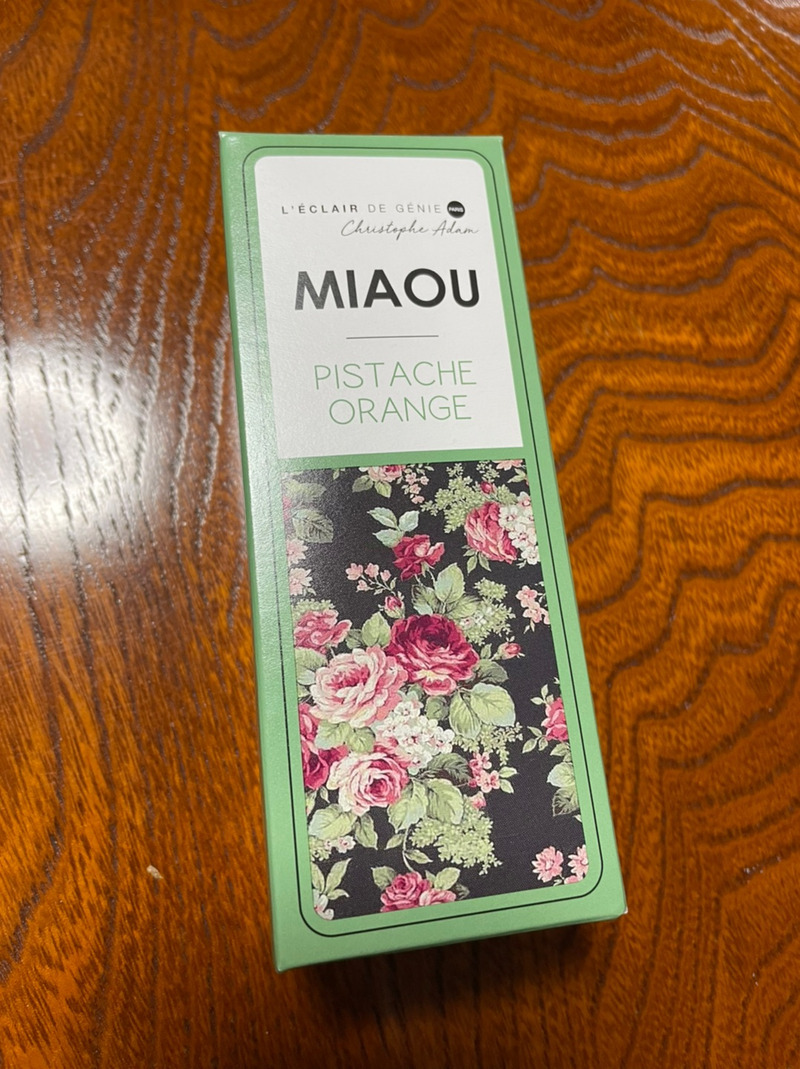 L'ÉCLAIR DE GÉNIE PARIS
Christophe Adam
MIAOU
PISTACHE
ORANGE